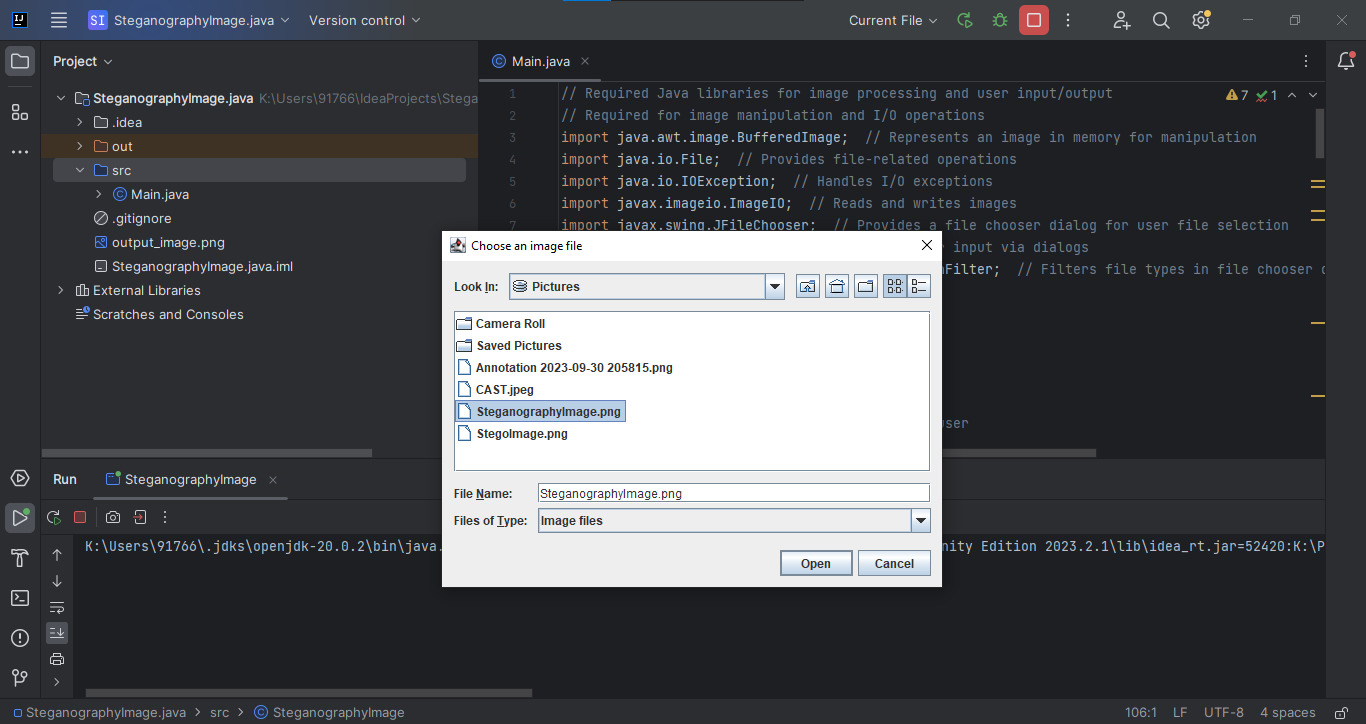 SI SteganographyImage.java Version control Current File
Project
Main.java
SteganographyImage.java K:\Users\91766\IdeaProjects\Stega
.idea
out
src
Main.java
.gitignore
output_image.png
SteganographyImage.java.iml
External Libraries
Scratches and Consoles
7 1
1 // Required Java libraries for image processing and user input/output
2 // Required for image manipulation and I/O operations
3 import java.awt.image.BufferedImage; // Represents an image in memory for manipulation
4 import java.io.File; // Provides file-related operations
5 import java.io.IOException; // Handles I/O exceptions
6 import javax.imageio.ImageIO; // Reads and writes images
7 import javax.swing.JFileChooser; // Provides a file chooser dialog for user file selection
input via dialogs
Filter; // Filters file types in file chooser
user
Choose an image file
Look In: Pictures
Camera Roll
Saved Pictures
Annotation 2023-09-30 205815.png
CAST.jpeg
SteganographyImage.png
StegoImage.png
File Name: SteganographyImage.png
Files of Type: Image files
Open Cancel
Run SteganographyImage
K:\Users\91766\.jdks\openjdk-20.0.2\bin\java. nity Edition 2023.2.1\lib\idea_rt.jar=52420:K:\P
SteganographyImage.java > src > SteganographyImage 106:1 LF UTF-8 4 spaces